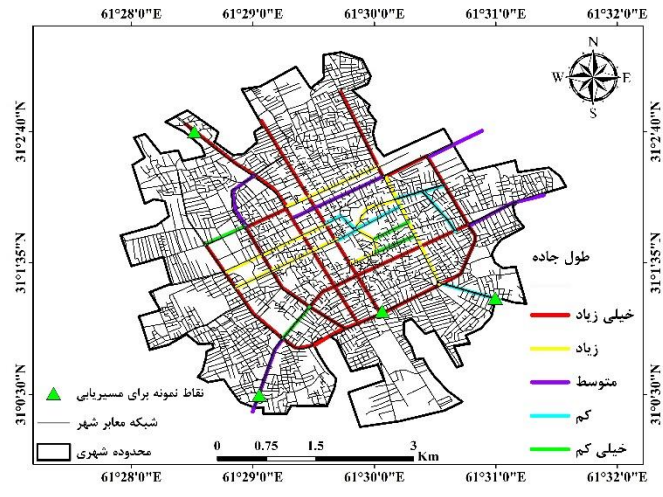 61°28'0"E 61°29'0"E 61°30'0"E 61°31'0"E 61°32'0"E
N
W E
S
31°2'40"N 31°2'40"N
31°1'35"N 31°1'35"N
31°0'30"N 31°0'30"N
طول جاده
خیلی زیاد
زیاد
متوسط
کم
خیلی کم
نقاط نمونه برای مسیریابی
شبکه معابر شهر
محدوده شهری
0 0.75 1.5 3
Km
61°28'0"E 61°29'0"E 61°30'0"E 61°31'0"E 61°32'0"E